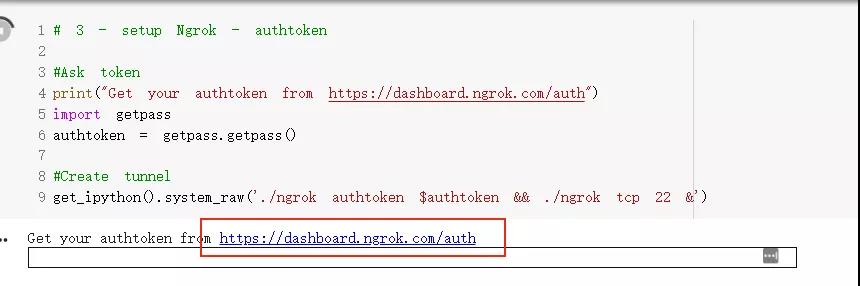 1 # 3 - setup Ngrok - authtoken
2
3 #Ask token
4 print("Get your authtoken from https://dashboard.ngrok.com/auth")
5 import getpass
6 authtoken = getpass.getpass()
7
8 #Create tunnel
9 get_ipython().system_raw('./ngrok authtoken $authtoken && ./ngrok tcp 22 &')
Get your authtoken from https://dashboard.ngrok.com/auth